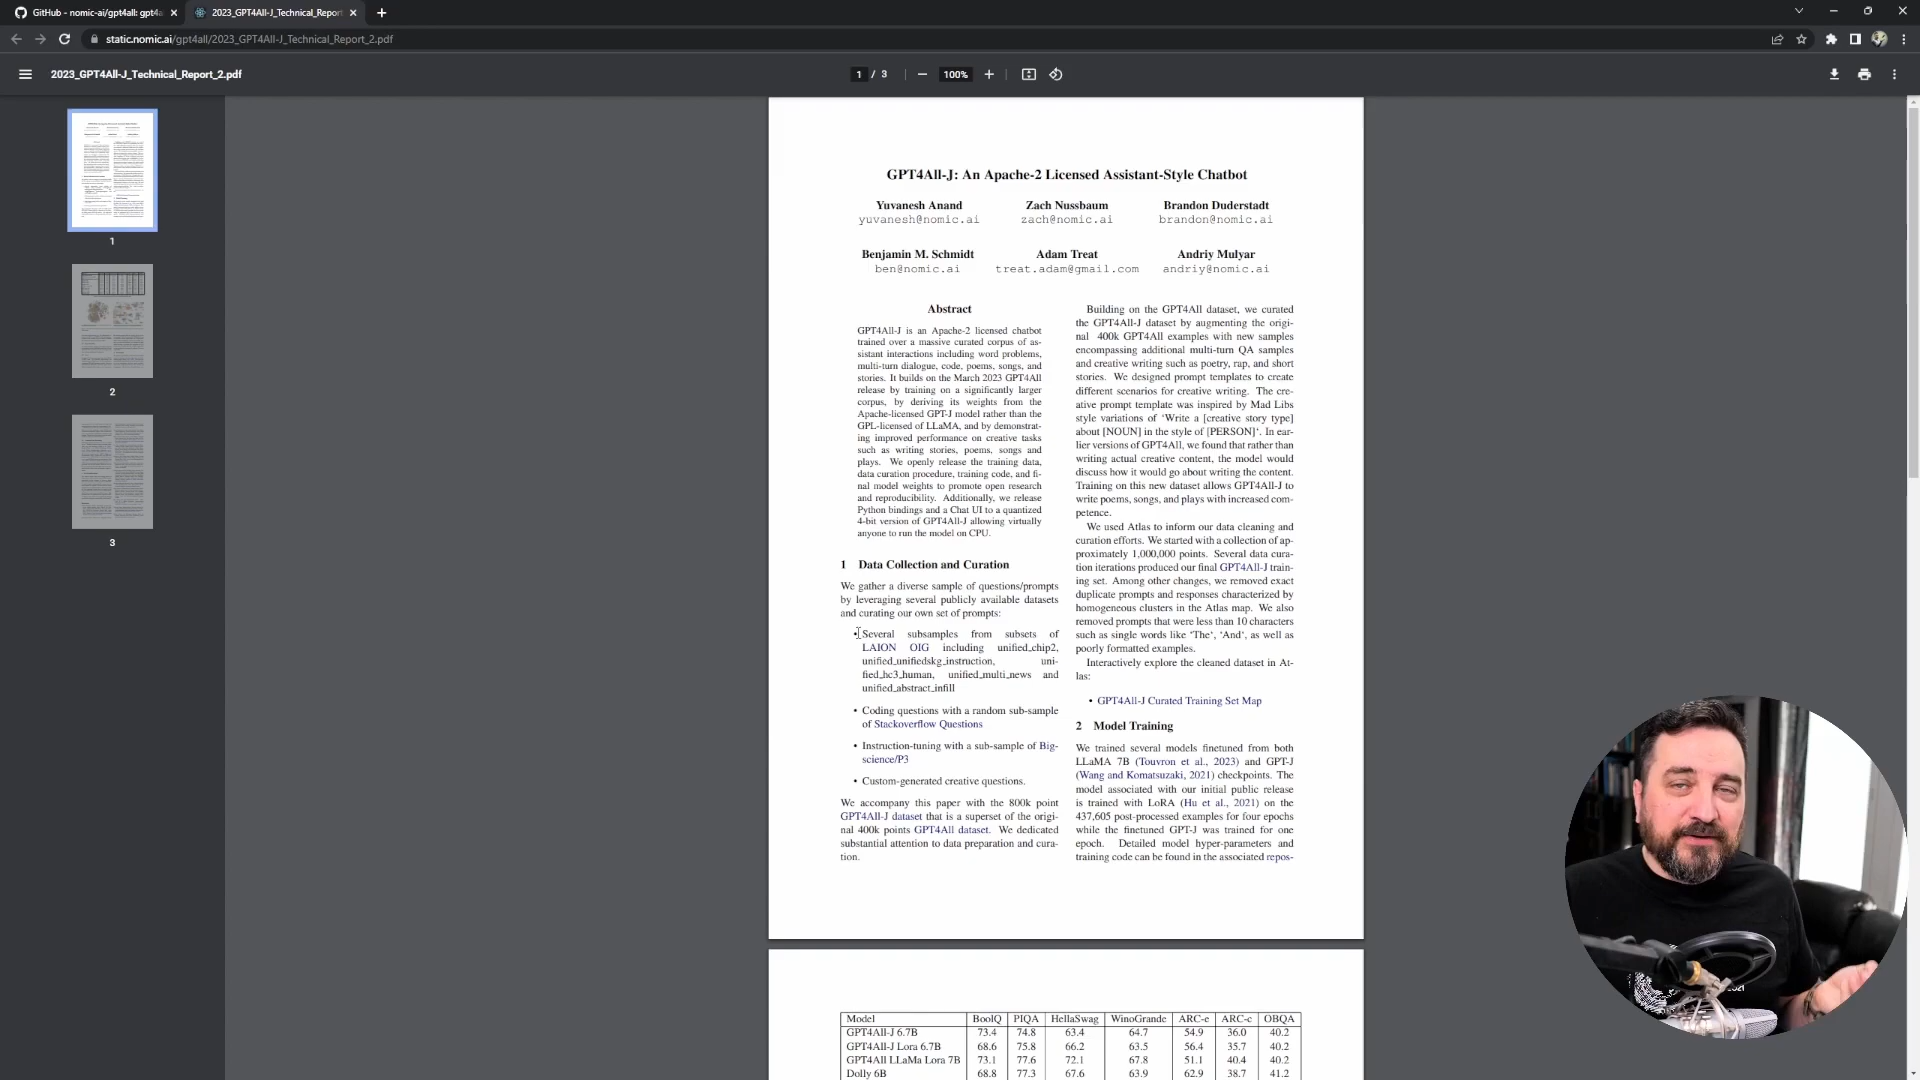 GitHub - nomic-ai/gpt4all: gpt4a
2023_GPT4All-J_Technical_Report
static.nomic.ai/gpt4all/2023_GPT4All-J_Technical_Report_2.pdf
2023_GPT4All-J_Technical_Report_2.pdf
1 / 3
100%
1
2
3
GPT4All-J: An Apache-2 Licensed Assistant-Style Chatbot
Yuvanesh Anand
yuvanesh@nomic.ai
Zach Nussbaum
zach@nomic.ai
Brandon Duderstadt
brandon@nomic.ai
Benjamin M. Schmidt
ben@nomic.ai
Adam Treat
treat.adam@gmail.com
Andriy Mulyar
andriy@nomic.ai
Abstract
GPT4All-J is an Apache-2 licensed chatbot
trained over a massive curated corpus of as-
sistant interactions including word problems,
multi-turn dialogue, code, poems, songs, and
stories. It builds on the March 2023 GPT4All
release by training on a significantly larger
corpus, by deriving its weights from the
Apache-licensed GPT-J model rather than the
GPL-licensed of LLaMA, and by demonstrat-
ing improved performance on creative tasks
such as writing stories, poems, songs and
plays. We openly release the training data,
data curation procedure, training code, and fi-
nal model weights to promote open research
and reproducibility. Additionally, we release
Python bindings and a Chat UI to a quantized
4-bit version of GPT4All-J allowing virtually
anyone to run the model on CPU.
1 Data Collection and Curation
We gather a diverse sample of questions/prompts
by leveraging several publicly available datasets
and curating our own set of prompts:
• Several subsamples from subsets of
LAION OIG including unified_chip2,
unified_unifiedskg_instruction, uni-
fied_hc3_human, unified_multi_news and
unified_abstract_infill
• Coding questions with a random sub-sample
of Stackoverflow Questions
• Instruction-tuning with a sub-sample of Big-
science/P3
• Custom-generated creative questions.
We accompany this paper with the 800k point
GPT4All-J dataset that is a superset of the origi-
nal 400k points GPT4All dataset. We dedicated
substantial attention to data preparation and cura-
tion.
Building on the GPT4All dataset, we curated
the GPT4All-J dataset by augmenting the origi-
nal 400k GPT4All examples with new samples
encompassing additional multi-turn QA samples
and creative writing such as poetry, rap, and short
stories. We designed prompt templates to create
different scenarios for creative writing. The cre-
ative prompt template was inspired by Mad Libs
style variations of ‘Write a [creative story type]
about [NOUN] in the style of [PERSON]‘. In ear-
lier versions of GPT4All, we found that rather than
writing actual creative content, the model would
discuss how it would go about writing the content.
Training on this new dataset allows GPT4All-J to
write poems, songs, and plays with increased com-
petence.
We used Atlas to inform our data cleaning and
curation efforts. We started with a collection of ap-
proximately 1,000,000 points. Several data cura-
tion iterations produced our final GPT4All-J train-
ing set. Among other changes, we removed exact
duplicate prompts and responses characterized by
homogeneous clusters in the Atlas map. We also
removed prompts that were less than 10 characters
such as single words like ‘The‘, ‘And‘, as well as
poorly formatted examples.
Interactively explore the cleaned dataset in At-
las:
• GPT4All-J Curated Training Set Map
2 Model Training
We trained several models finetuned from both
LLaMA 7B (Touvron et al., 2023) and GPT-J
(Wang and Komatsuzaki, 2021) checkpoints. The
model associated with our initial public release
is trained with LoRA (Hu et al., 2021) on the
437,605 post-processed examples for four epochs
while the finetuned GPT-J was trained for one
epoch. Detailed model hyper-parameters and
training code can be found in the associated repos-
Model BoolQ PIQA HellaSwag WinoGrande ARC-e ARC-c OBQA
GPT4All-J 6.7B 73.4 74.8 63.4 64.7 54.9 36.0 40.2
GPT4All-J Lora 6.7B 68.6 75.8 66.2 63.5 56.4 35.7 40.2
GPT4All LLaMa Lora 7B 73.1 77.6 72.1 67.8 51.1 40.4 40.2
Dolly 6B 68.8 77.3 67.6 63.9 62.9 38.7 41.2